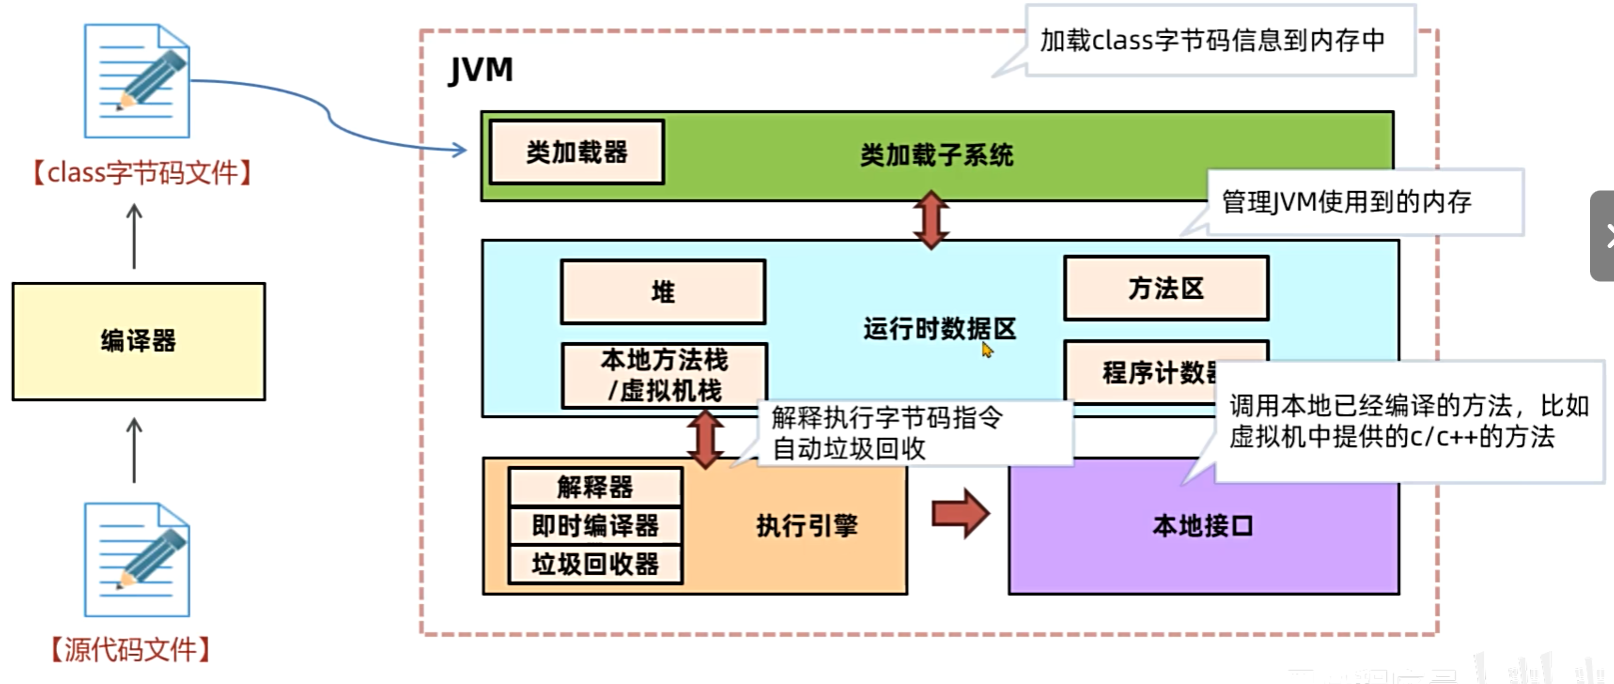 加载class字节码信息到内存中
JVM
类加载器
类加载子系统
【class字节码文件】
管理JVM使用到的内存
堆
方法区
运行时数据区
编译器
本地方法栈
/虚拟机栈
程序计数器
调用本地已经编译的方法，比如
虚拟机中提供的c/c++的方法
解释执行字节码指令
自动垃圾回收
解释器
即时编译器
垃圾回收器
执行引擎
本地接口
【源代码文件】